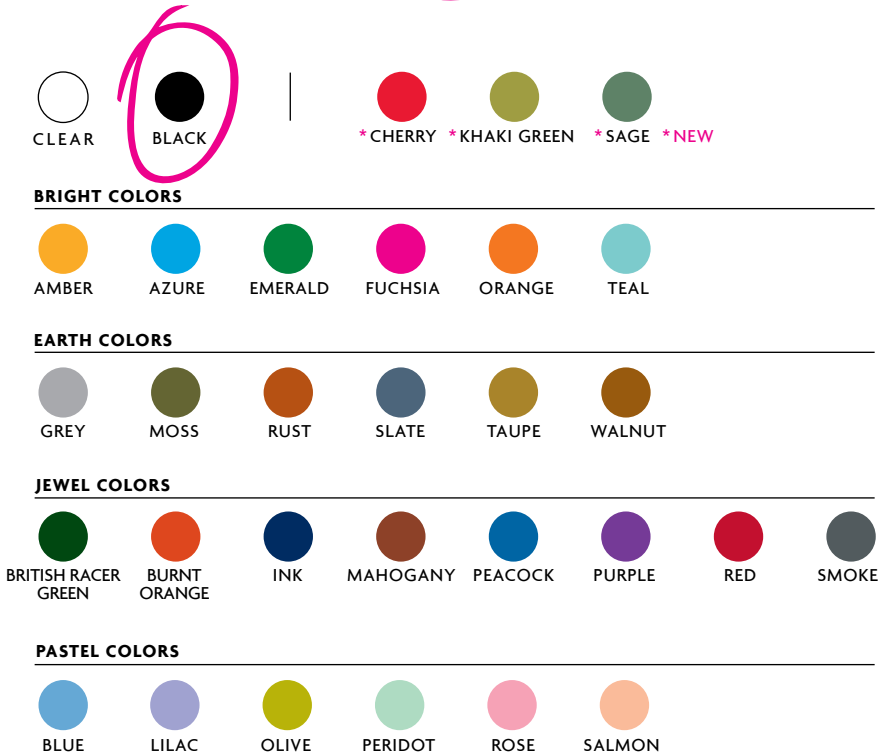 CLEAR BLACK *CHERRY *KHAKI GREEN *SAGE *NEW
BRIGHT COLORS
AMBER AZURE EMERALD FUCHSIA ORANGE TEAL
EARTH COLORS
GREY MOSS RUST SLATE TAUPE WALNUT
JEWEL COLORS
BRITISH RACER GREEN BURNT ORANGE INK MAHOGANY PEACOCK PURPLE RED SMOKE
PASTEL COLORS
BLUE LILAC OLIVE PERIDOT ROSE SALMON